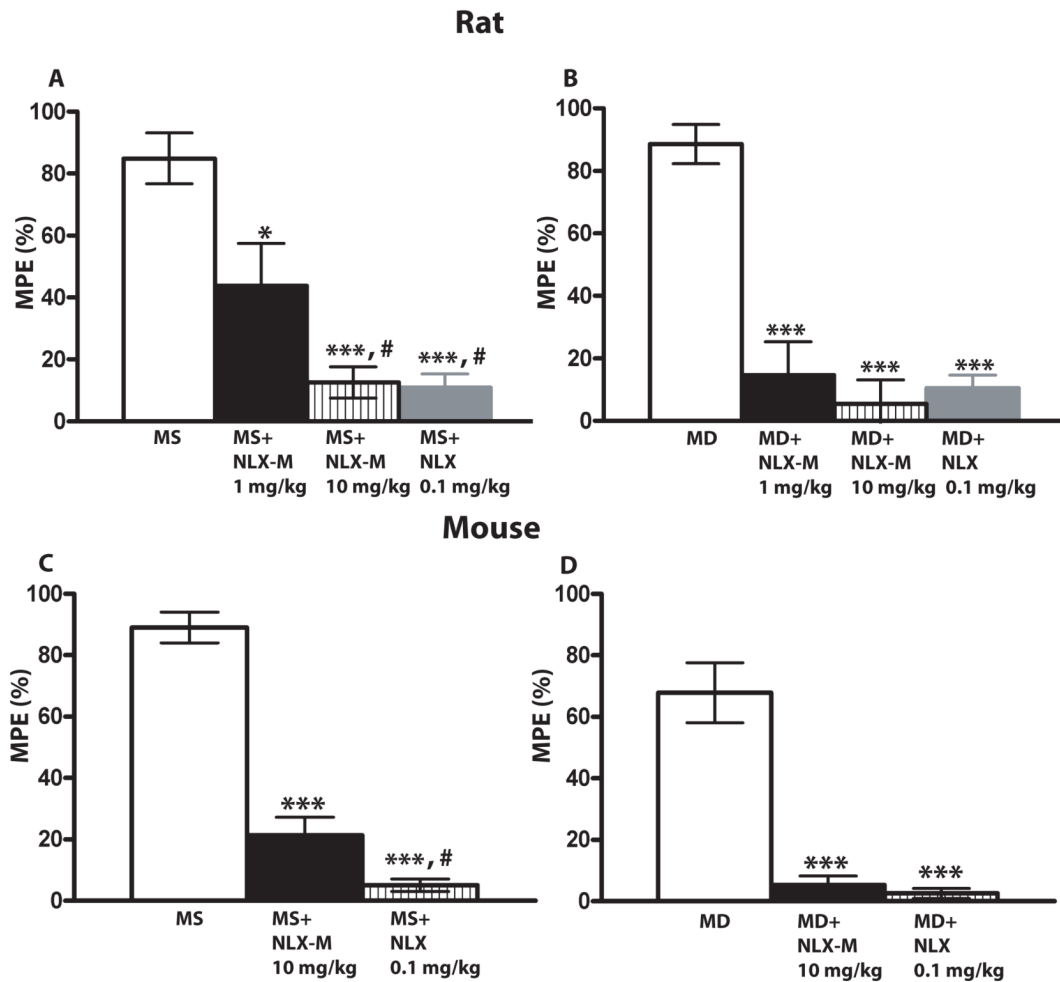 Rat
A
B
100
80
60
40
20
0
MPE (%)
*
***, #
***, #
MS
MS+
NLX-M
1 mg/kg
MS+
NLX-M
10 mg/kg
MS+
NLX
0.1 mg/kg
100
80
60
40
20
0
MPE (%)
***
***
***
MD
MD+
NLX-M
1 mg/kg
MD+
NLX-M
10 mg/kg
MD+
NLX
0.1 mg/kg
Mouse
C
D
100
80
60
40
20
0
MPE (%)
***
***, #
MS
MS+
NLX-M
10 mg/kg
MS+
NLX
0.1 mg/kg
100
80
60
40
20
0
MPE (%)
***
***
MD
MD+
NLX-M
10 mg/kg
MD+
NLX
0.1 mg/kg